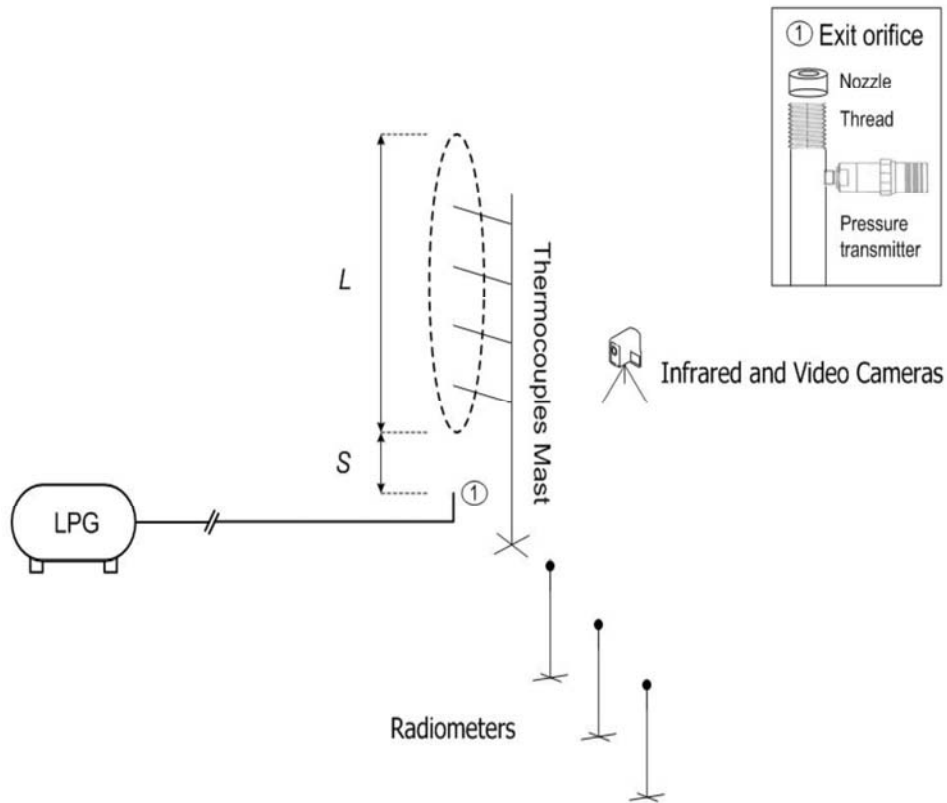 ① Exit orifice
Nozzle
Thread
Pressure
transmitter
L
Thermocouples Mast
Infrared and Video Cameras
S
①
LPG
Radiometers